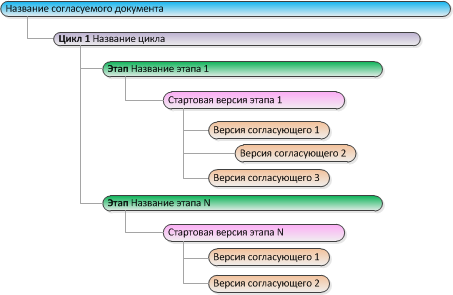 Название согласуемого документа
Цикл 1 Название цикла
Этап Название этапа 1
Стартовая версия этапа 1
Версия согласующего 1
Версия согласующего 2
Версия согласующего 3
Этап Название этапа N
Стартовая версия этапа N
Версия согласующего 1
Версия согласующего 2